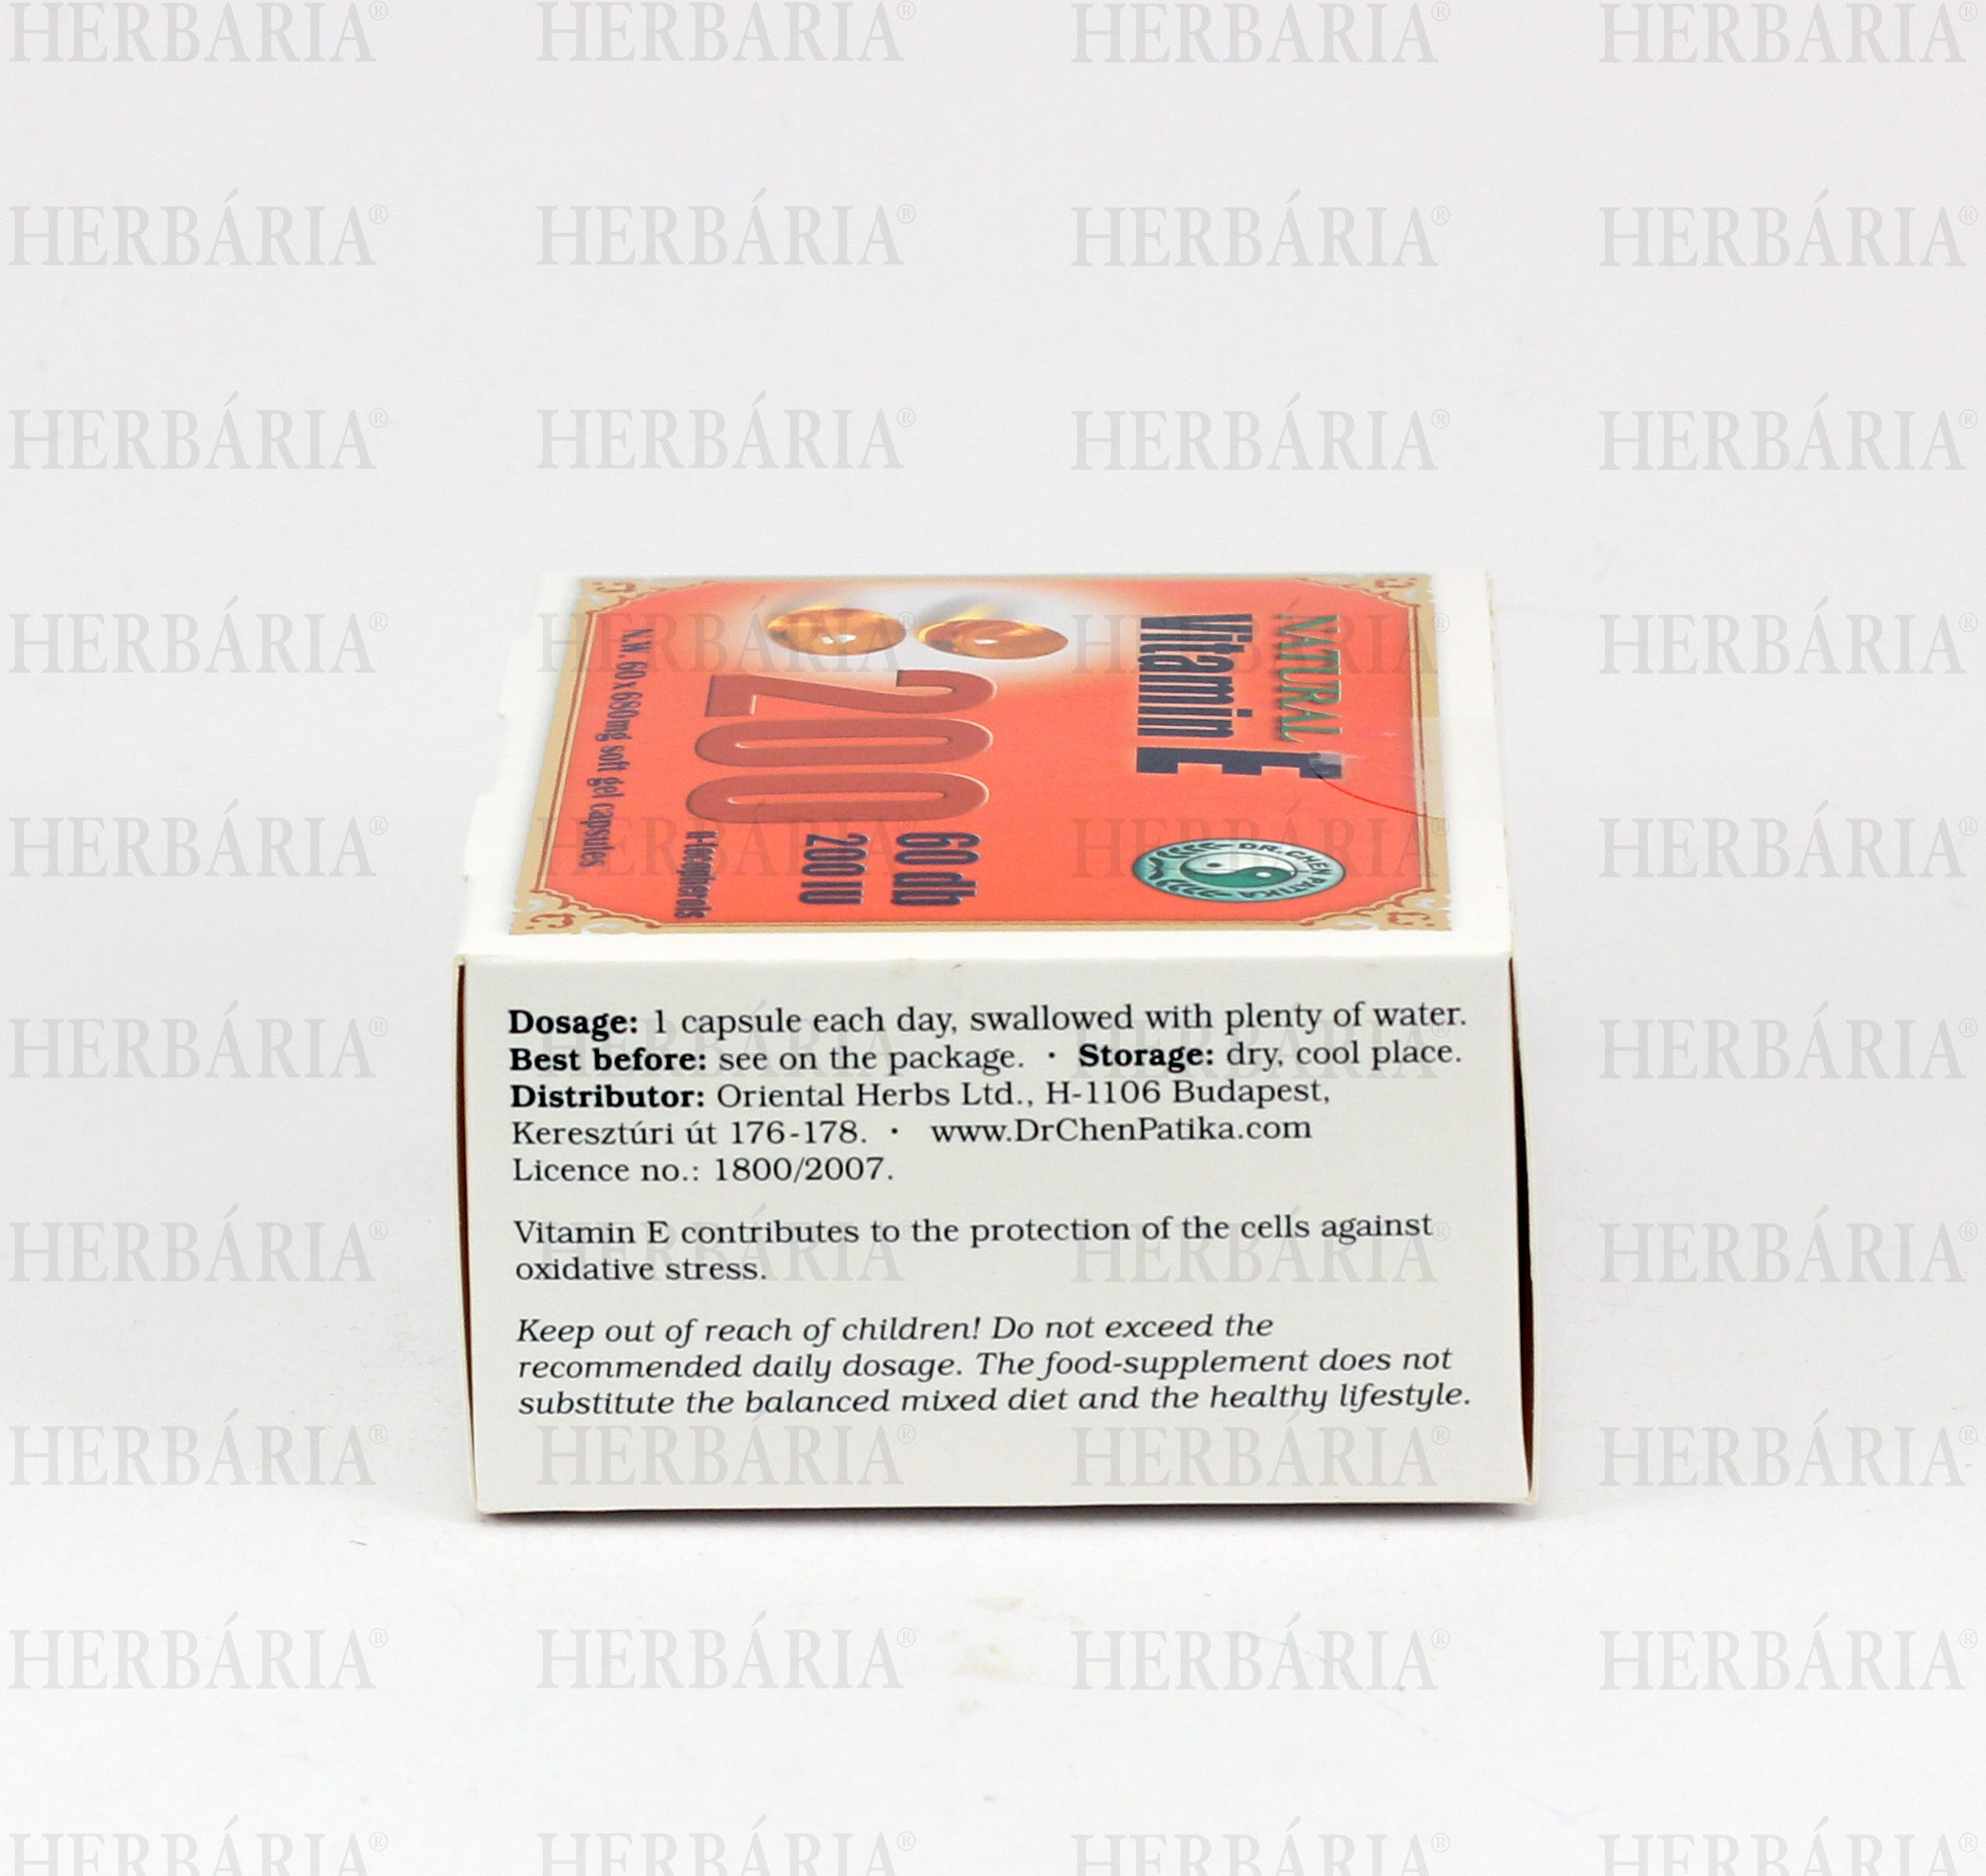 NATURAL
Vitamin E
DR. CHEN PATIKA
200
60 db
200 IU
N.W. 60x680mg soft gel capsules
Dosage: 1 capsule each day, swallowed with plenty of water.
Best before: see on the package. • Storage: dry, cool place.
Distributor: Oriental Herbs Ltd., H-1106 Budapest,
Keresztúri út 176-178. • www.DrChenPatika.com
Licence no.: 1800/2007.
Vitamin E contributes to the protection of the cells against
oxidative stress.
Keep out of reach of children! Do not exceed the
recommended daily dosage. The food-supplement does not
substitute the balanced mixed diet and the healthy lifestyle.
HERBÁRIA®